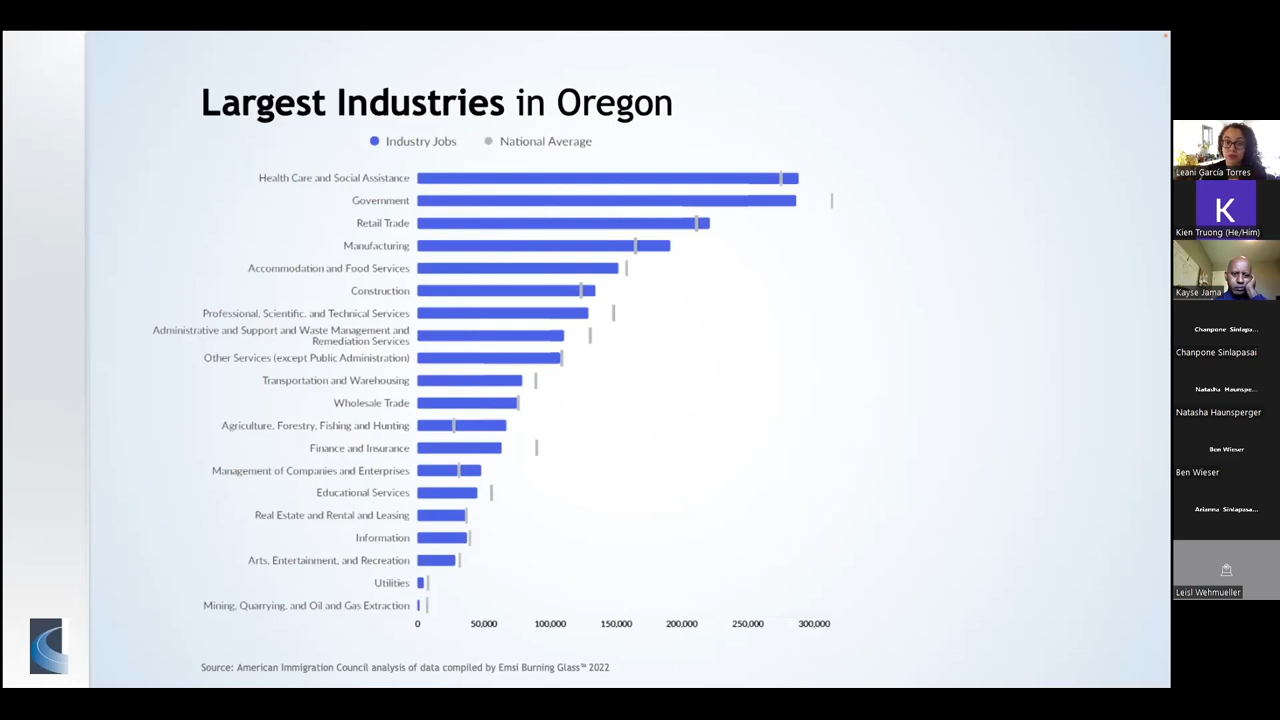 Largest Industries in Oregon
Industry Jobs
National Average
Health Care and Social Assistance
Government
Retail Trade
Manufacturing
Accommodation and Food Services
Construction
Professional, Scientific, and Technical Services
Administrative and Support and Waste Management and
Remediation Services
Other Services (except Public Administration)
Transportation and Warehousing
Wholesale Trade
Agriculture, Forestry, Fishing and Hunting
Finance and Insurance
Management of Companies and Enterprises
Educational Services
Real Estate and Rental and Leasing
Information
Arts, Entertainment, and Recreation
Utilities
Mining, Quarrying, and Oil and Gas Extraction
0 50,000 100,000 150,000 200,000 250,000 300,000
Source: American Immigration Council analysis of data compiled by Emsi Burning Glass™ 2022
Leani García Torres
K
Kien Truong (He/Him)
Kayse Jama
Chanpone Sinlapa...
Chanpone Sinlapasai
Natasha Haunspe...
Natasha Haunsperger
Ben Wieser
Ben Wieser
Arianna Sinlapasa...
Leisl Wehmueller